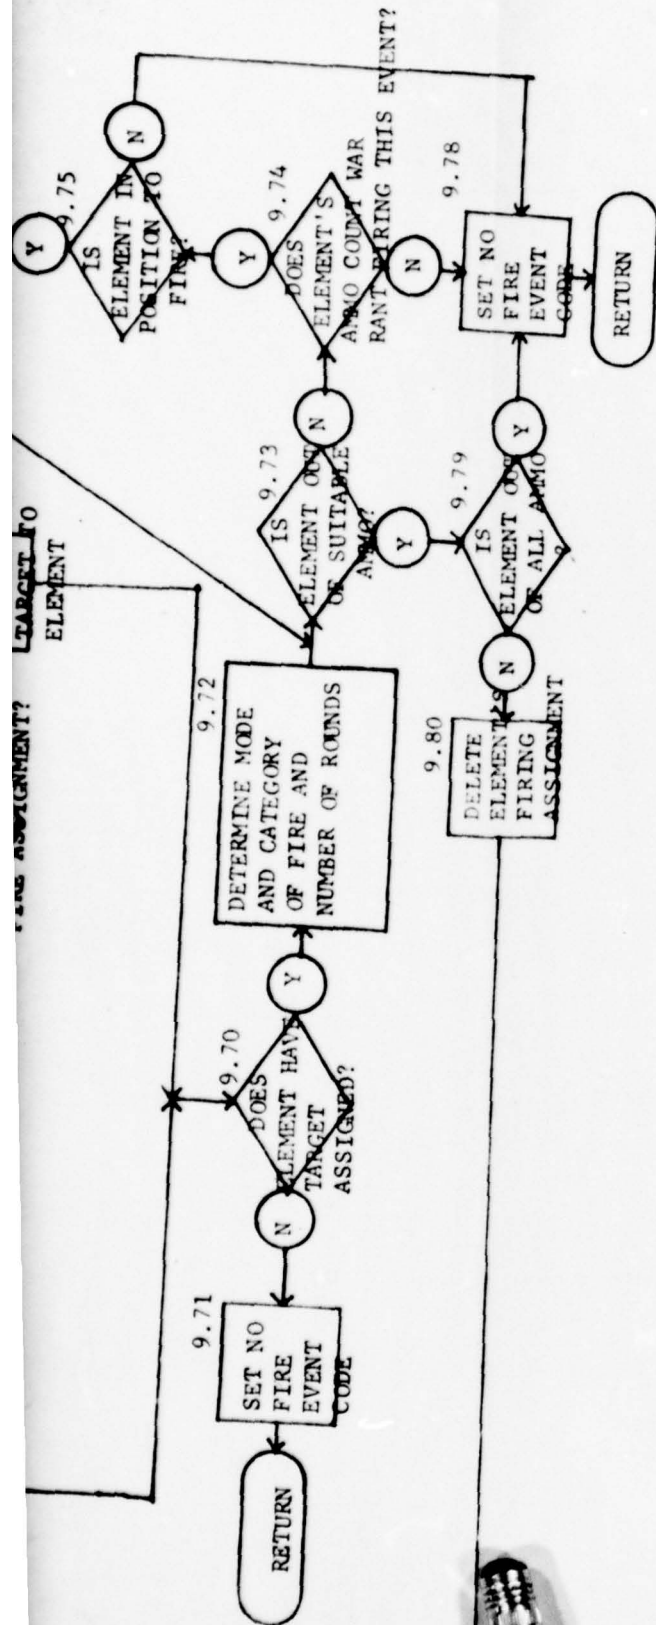 FIRE ASSIGNMENT?
TARGET TO
ELEMENT
RETURN
9.71
SET NO
FIRE
EVENT
CODE
N
9.70
DOES
ELEMENT HAVE
TARGET
ASSIGNED?
Y
9.72
DETERMINE MODE
AND CATEGORY
OF FIRE AND
NUMBER OF ROUNDS
9.73
IS
ELEMENT OUT
OF SUITABLE
AMMO?
N
Y
9.74
DOES
ELEMENT'S
AMMO COUNT WAR
RANT FIRING THIS EVENT?
Y
N
9.75
IS
ELEMENT IN
POSITION TO
FIRE?
Y
N
9.78
SET NO
FIRE
EVENT
CODE
RETURN
9.79
IS
ELEMENT OUT
OF ALL AMMO
?
Y
N
9.80
DELETE
ELEMENT'S
FIRING
ASSIGNMENT